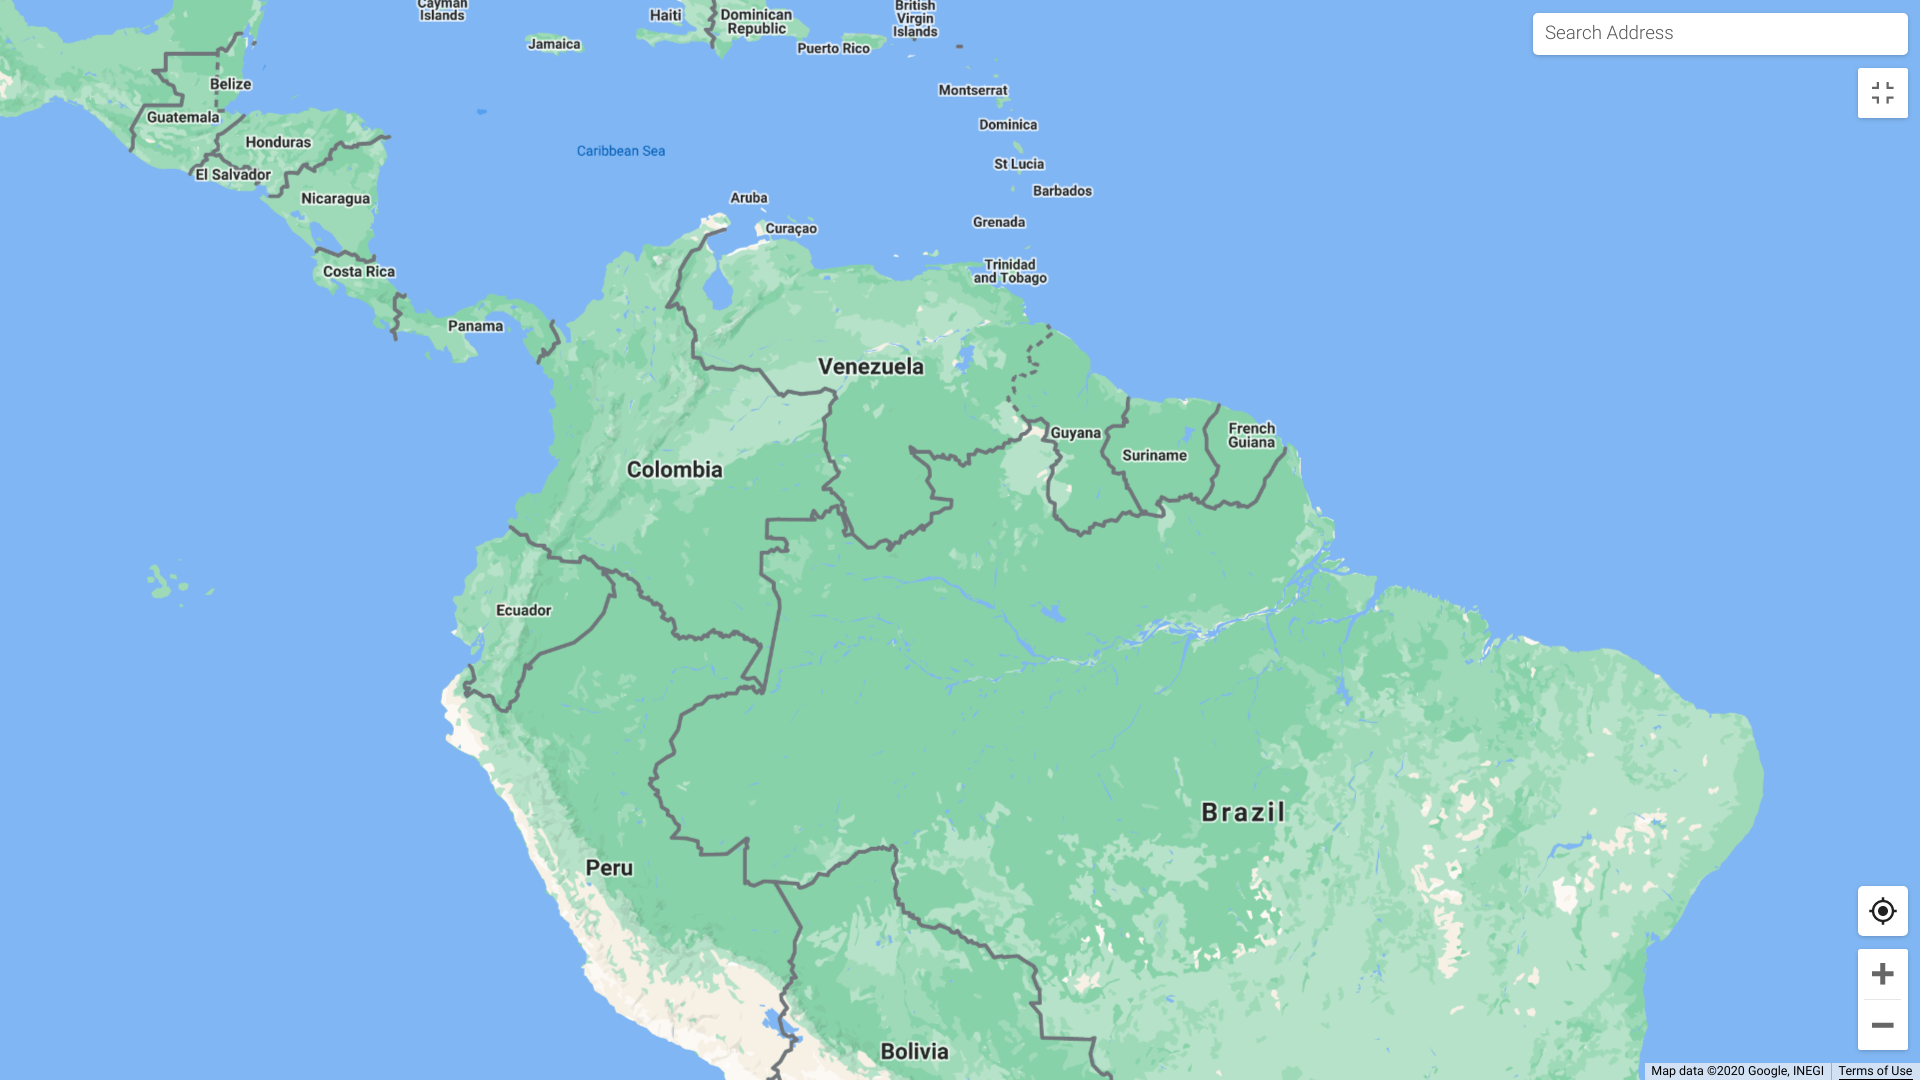 Cayman
Islands
Haiti
Dominican
Republic
British
Virgin
Islands
Search Address
Jamaica
Puerto Rico
Belize
Montserrat
Guatemala
Dominica
Honduras
Caribbean Sea
St Lucia
El Salvador
Barbados
Nicaragua
Aruba
Grenada
Curaçao
Costa Rica
Trinidad
and Tobago
Panama
Venezuela
Guyana
French
Guiana
Suriname
Colombia
Ecuador
Brazil
Peru
Bolivia
Map data ©2020 Google, INEGI
Terms of Use